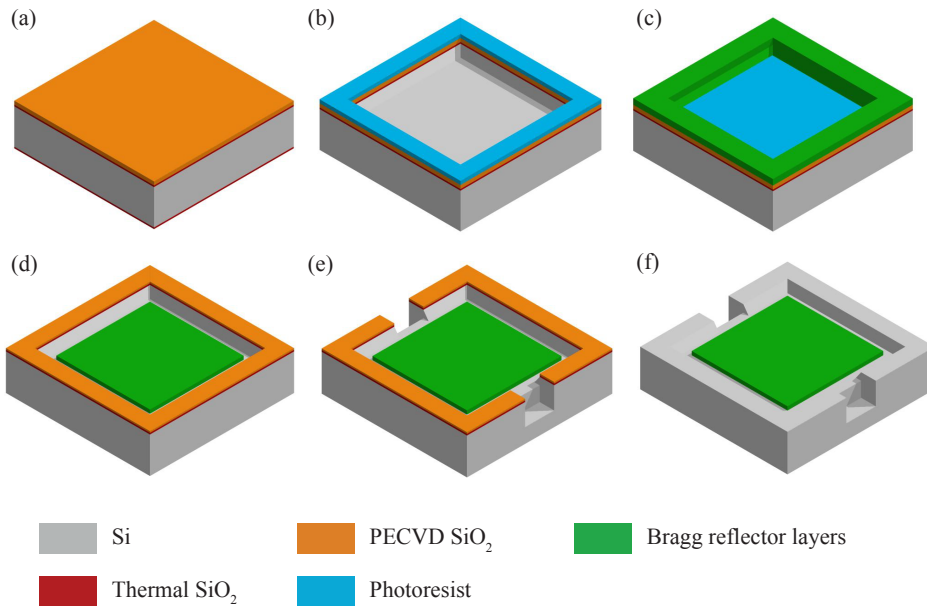 (a)
(b)
(c)
(d)
(e)
(f)
Si
PECVD SiO₂
Bragg reflector layers
Thermal SiO₂
Photoresist